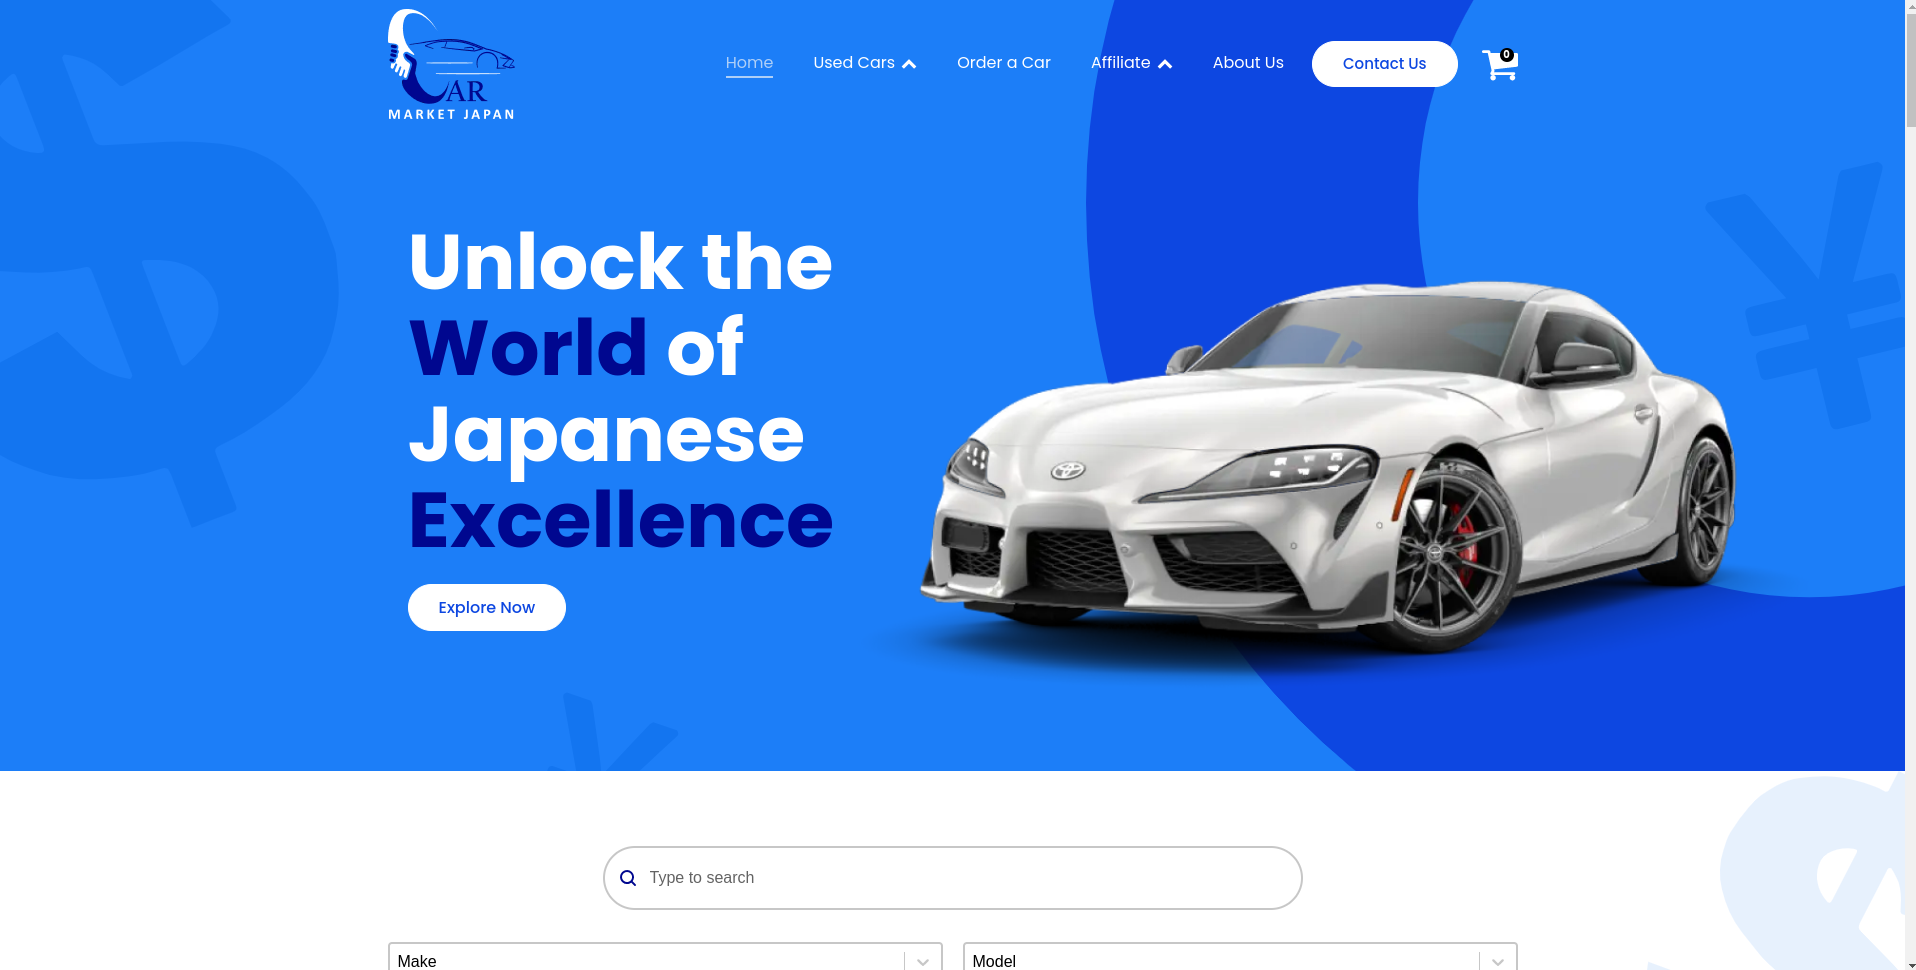 CAR
MARKET JAPAN
Home
Used Cars
Order a Car
Affiliate
About Us
Contact Us
0
Unlock the
World of
Japanese
Excellence
Explore Now
Type to search
Make
Model